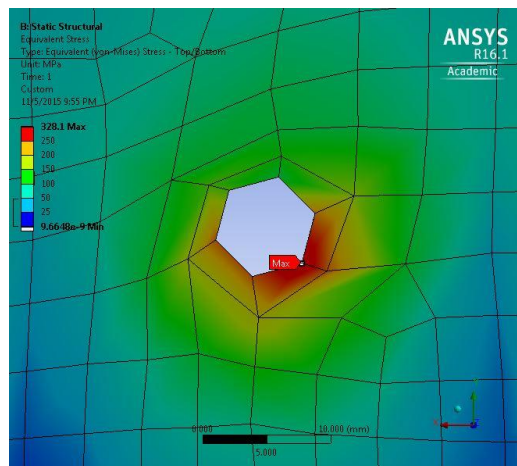 B: Static Structural
Equivalent Stress
Type: Equivalent (von-Mises) Stress - Top/Bottom
Unit: MPa
Time: 1
Custom
11/5/2015 9:55 PM
328.1 Max
250
200
150
100
50
25
9.6648e-9 Min
ANSYS
R16.1
Academic
Max
0.000
10.000 (mm)
5.000